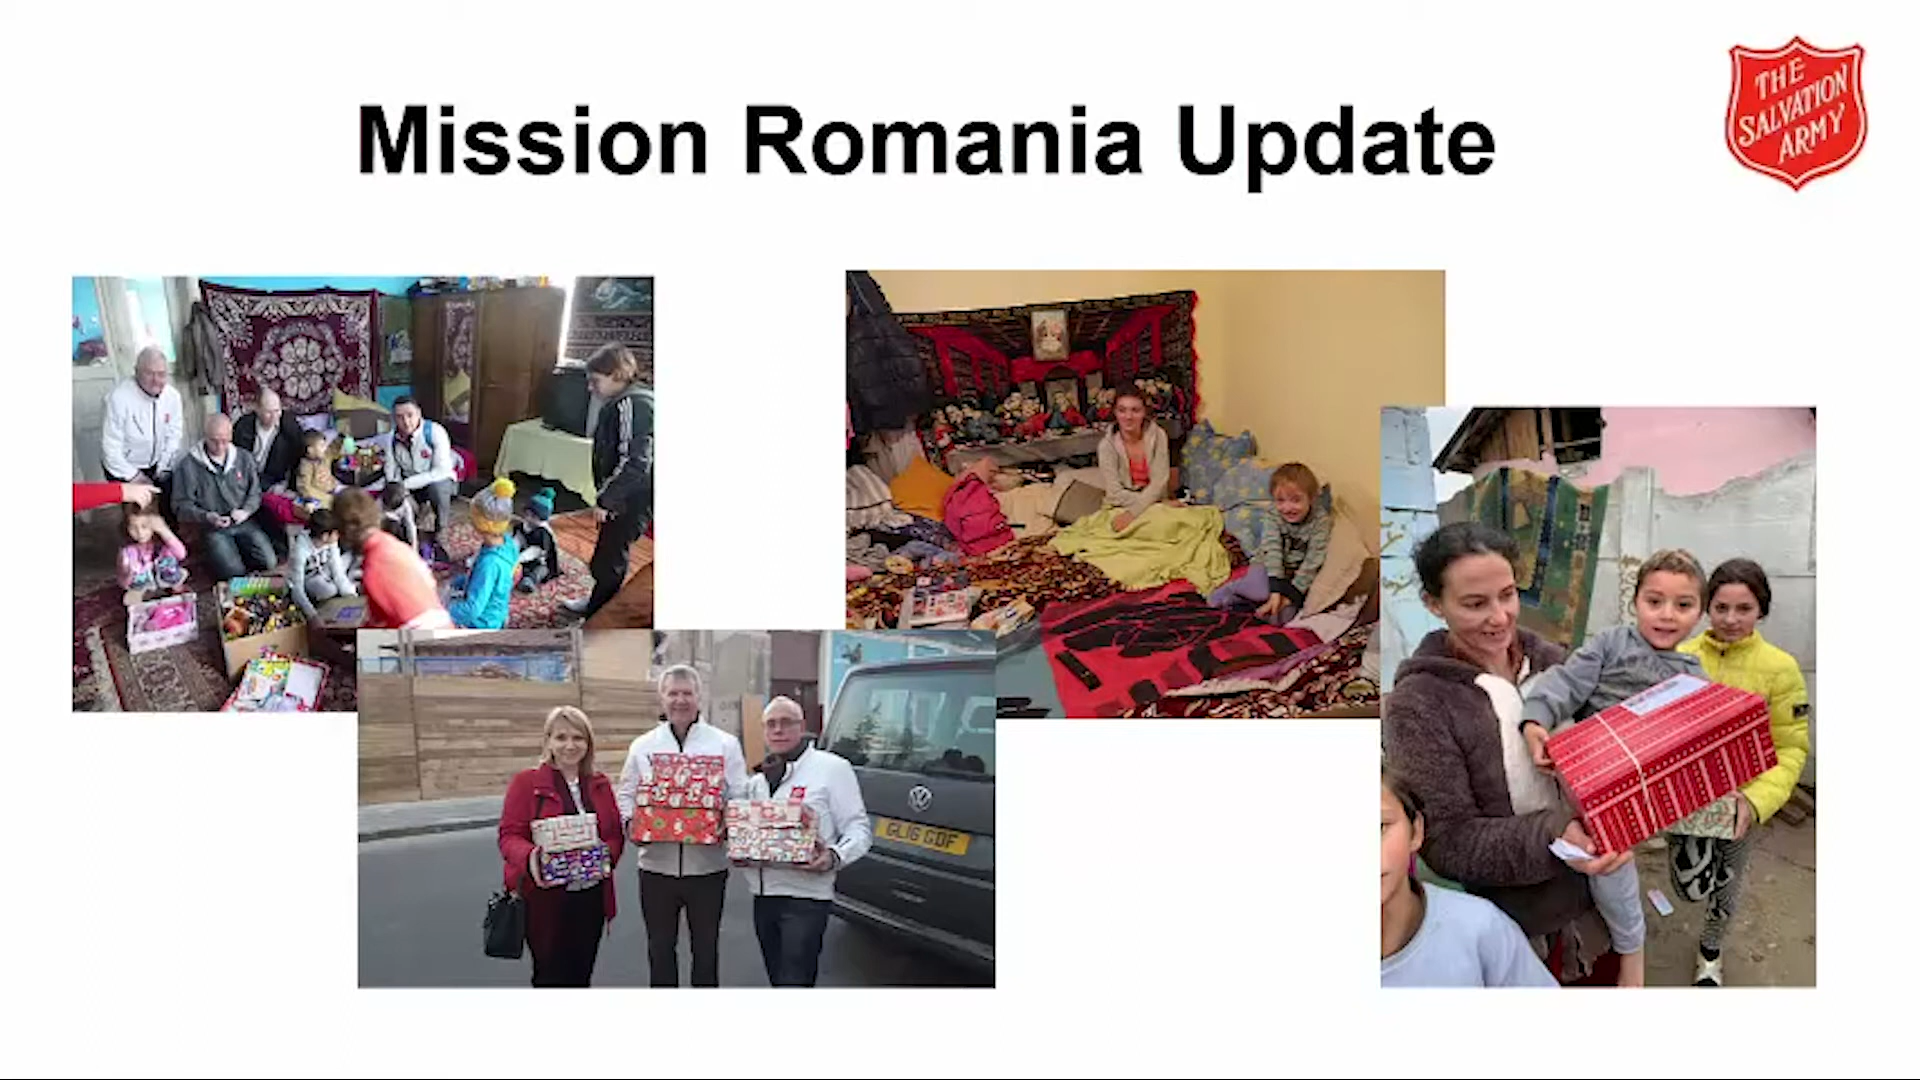 Mission Romania Update
THE
SALVATION
ARMY
GL16 GDF